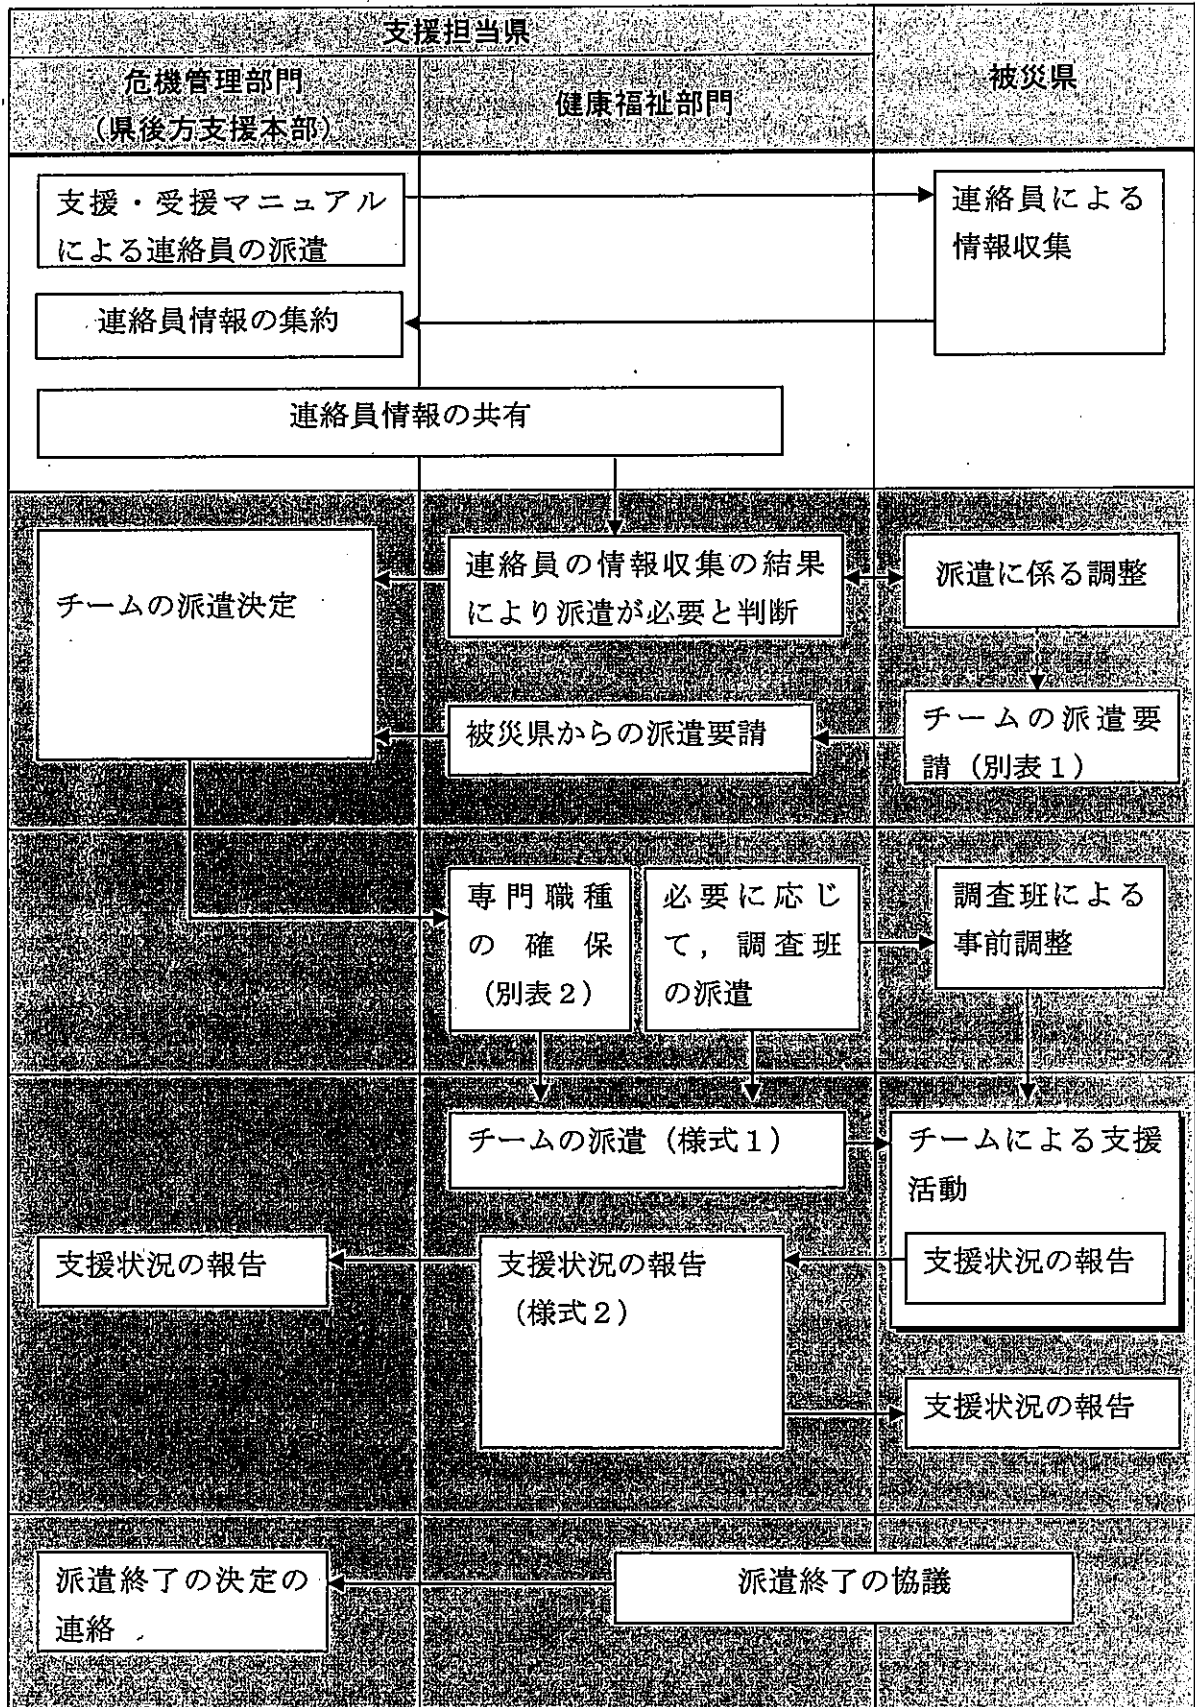 支援担当県
危機管理部門
（県後方支援本部）
健康福祉部門
被災県
支援・受援マニュアル
による連絡員の派遣
連絡員による
情報収集
連絡員情報の集約
連絡員情報の共有
チームの派遣決定
連絡員の情報収集の結果
により派遣が必要と判断
派遣に係る調整
被災県からの派遣要請
チームの派遣要
請（別表１）
専門職種
の確保
（別表２）
必要に応じ
て，調査班
の派遣
調査班による
事前調整
チームの派遣（様式１）
チームによる支援
活動
支援状況の報告
支援状況の報告
（様式２）
支援状況の報告
支援状況の報告
派遣終了の決定の
連絡
派遣終了の協議